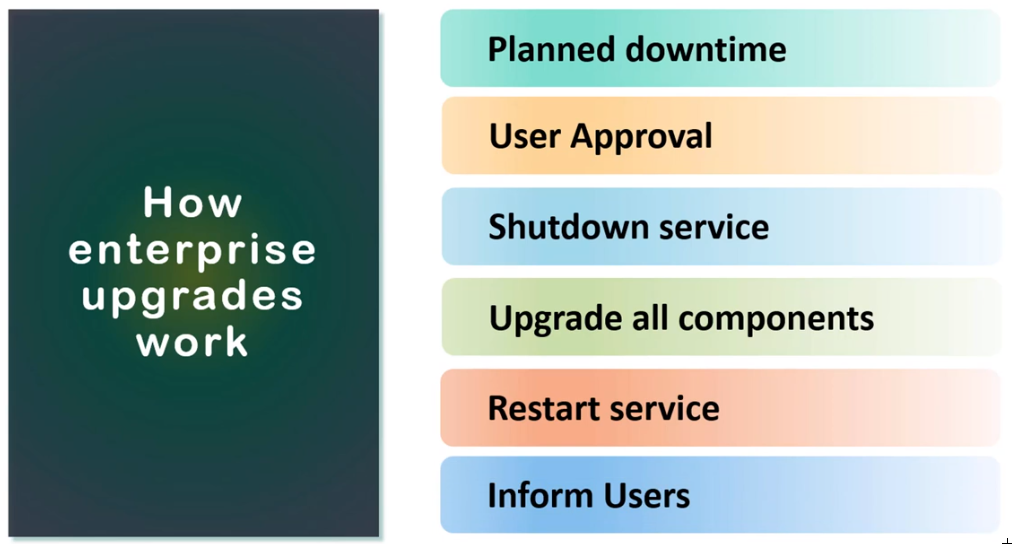 How
enterprise
upgrades
work
Planned downtime
User Approval
Shutdown service
Upgrade all components
Restart service
Inform Users